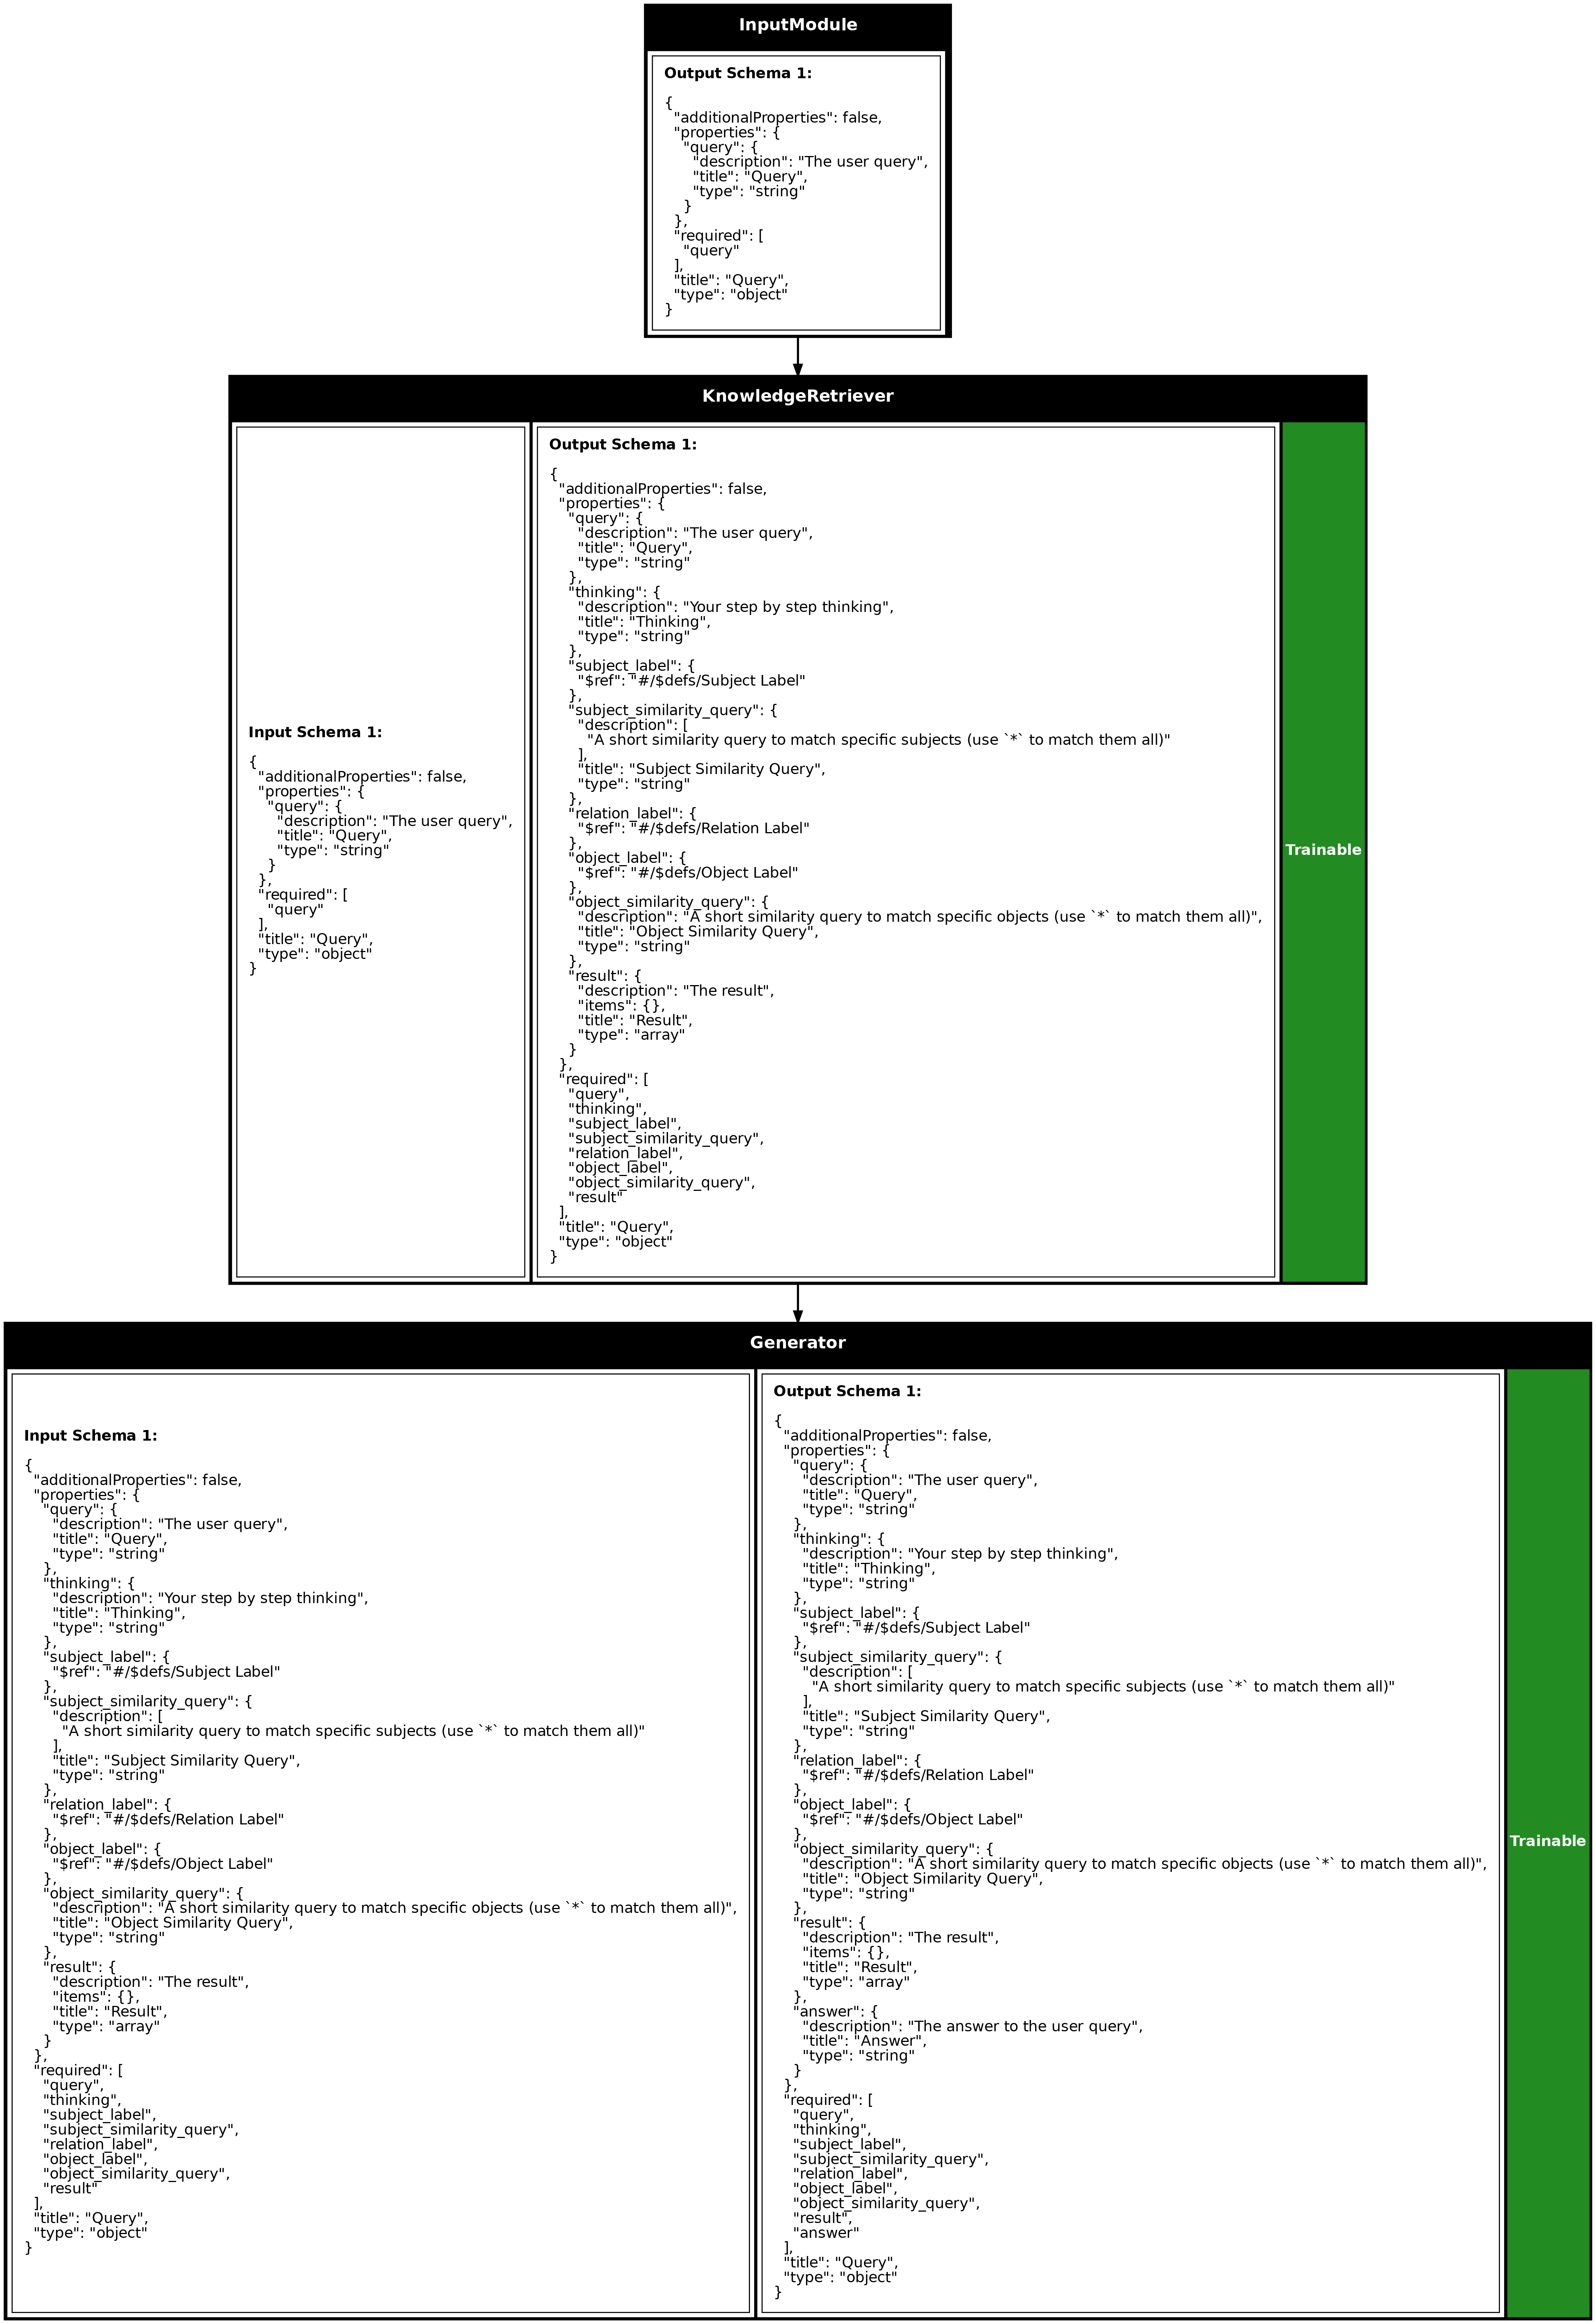 InputModule
Output Schema 1:
{
  "additionalProperties": false,
  "properties": {
    "query": {
      "description": "The user query",
      "title": "Query",
      "type": "string"
    }
  },
  "required": [
    "query"
  ],
  "title": "Query",
  "type": "object"
}
KnowledgeRetriever
Input Schema 1:
{
  "additionalProperties": false,
  "properties": {
    "query": {
      "description": "The user query",
      "title": "Query",
      "type": "string"
    }
  },
  "required": [
    "query"
  ],
  "title": "Query",
  "type": "object"
}
Output Schema 1:
{
  "additionalProperties": false,
  "properties": {
    "query": {
      "description": "The user query",
      "title": "Query",
      "type": "string"
    },
    "thinking": {
      "description": "Your step by step thinking",
      "title": "Thinking",
      "type": "string"
    },
    "subject_label": {
      "$ref": "#/$defs/Subject Label"
    },
    "subject_similarity_query": {
      "description": [
        "A short similarity query to match specific subjects (use `*` to match them all)"
      ],
      "title": "Subject Similarity Query",
      "type": "string"
    },
    "relation_label": {
      "$ref": "#/$defs/Relation Label"
    },
    "object_label": {
      "$ref": "#/$defs/Object Label"
    },
    "object_similarity_query": {
      "description": "A short similarity query to match specific objects (use `*` to match them all)",
      "title": "Object Similarity Query",
      "type": "string"
    },
    "result": {
      "description": "The result",
      "items": {},
      "title": "Result",
      "type": "array"
    }
  },
  "required": [
    "query",
    "thinking",
    "subject_label",
    "subject_similarity_query",
    "relation_label",
    "object_label",
    "object_similarity_query",
    "result"
  ],
  "title": "Query",
  "type": "object"
}
Trainable
Generator
Input Schema 1:
{
  "additionalProperties": false,
  "properties": {
    "query": {
      "description": "The user query",
      "title": "Query",
      "type": "string"
    },
    "thinking": {
      "description": "Your step by step thinking",
      "title": "Thinking",
      "type": "string"
    },
    "subject_label": {
      "$ref": "#/$defs/Subject Label"
    },
    "subject_similarity_query": {
      "description": [
        "A short similarity query to match specific subjects (use `*` to match them all)"
      ],
      "title": "Subject Similarity Query",
      "type": "string"
    },
    "relation_label": {
      "$ref": "#/$defs/Relation Label"
    },
    "object_label": {
      "$ref": "#/$defs/Object Label"
    },
    "object_similarity_query": {
      "description": "A short similarity query to match specific objects (use `*` to match them all)",
      "title": "Object Similarity Query",
      "type": "string"
    },
    "result": {
      "description": "The result",
      "items": {},
      "title": "Result",
      "type": "array"
    }
  },
  "required": [
    "query",
    "thinking",
    "subject_label",
    "subject_similarity_query",
    "relation_label",
    "object_label",
    "object_similarity_query",
    "result"
  ],
  "title": "Query",
  "type": "object"
}
Output Schema 1:
{
  "additionalProperties": false,
  "properties": {
    "query": {
      "description": "The user query",
      "title": "Query",
      "type": "string"
    },
    "thinking": {
      "description": "Your step by step thinking",
      "title": "Thinking",
      "type": "string"
    },
    "subject_label": {
      "$ref": "#/$defs/Subject Label"
    },
    "subject_similarity_query": {
      "description": [
        "A short similarity query to match specific subjects (use `*` to match them all)"
      ],
      "title": "Subject Similarity Query",
      "type": "string"
    },
    "relation_label": {
      "$ref": "#/$defs/Relation Label"
    },
    "object_label": {
      "$ref": "#/$defs/Object Label"
    },
    "object_similarity_query": {
      "description": "A short similarity query to match specific objects (use `*` to match them all)",
      "title": "Object Similarity Query",
      "type": "string"
    },
    "result": {
      "description": "The result",
      "items": {},
      "title": "Result",
      "type": "array"
    },
    "answer": {
      "description": "The answer to the user query",
      "title": "Answer",
      "type": "string"
    }
  },
  "required": [
    "query",
    "thinking",
    "subject_label",
    "subject_similarity_query",
    "relation_label",
    "object_label",
    "object_similarity_query",
    "result",
    "answer"
  ],
  "title": "Query",
  "type": "object"
}
Trainable